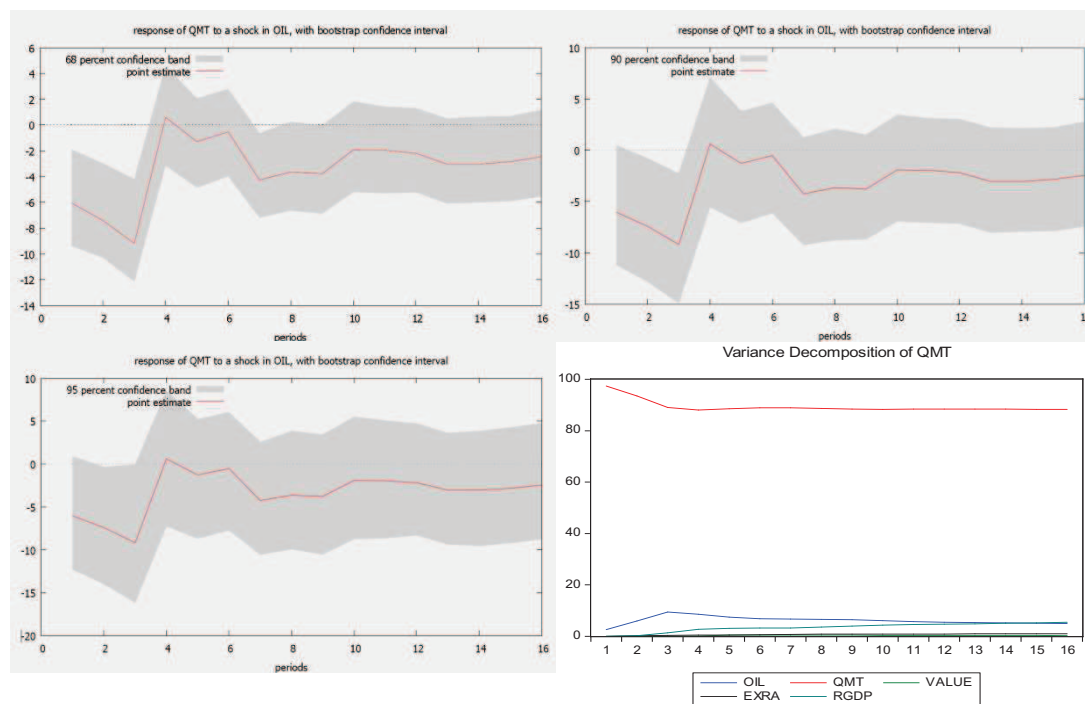 response of QMT to a shock in OIL, with bootstrap confidence interval
6
68 percent confidence band
point estimate
4
2
0
-2
-4
-6
-8
-10
-12
-14
0 2 4 6 8 10 12 14 16
periods
response of QMT to a shock in OIL, with bootstrap confidence interval
10
90 percent confidence band
point estimate
5
0
-5
-10
-15
0 2 4 6 8 10 12 14 1
periods
response of QMT to a shock in OIL, with bootstrap confidence interval
10
95 percent confidence band
point estimate
5
0
-5
-10
-15
-20
0 2 4 6 8 10 12 14 16
periods
Variance Decomposition of QMT
100
80
60
40
20
0
1 2 3 4 5 6 7 8 9 10 11 12 13 14 15 16
OIL QMT VALUE
EXRA RGDP